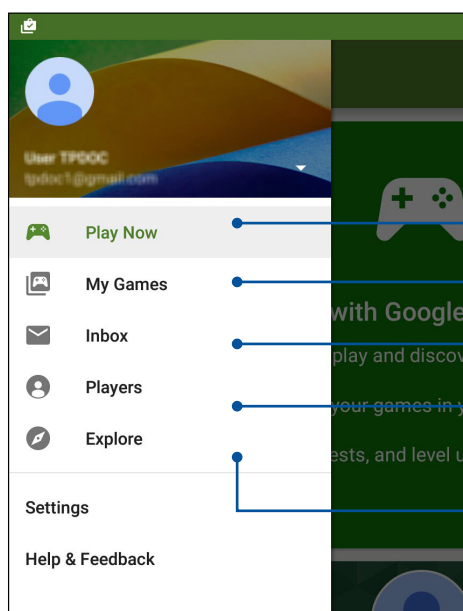 User TPDOC
tpdoc1@gmail.com
Play Now
My Games
Inbox
Players
Explore
Settings
Help & Feedback
with Google
play and discov
your games in y
ests, and level u